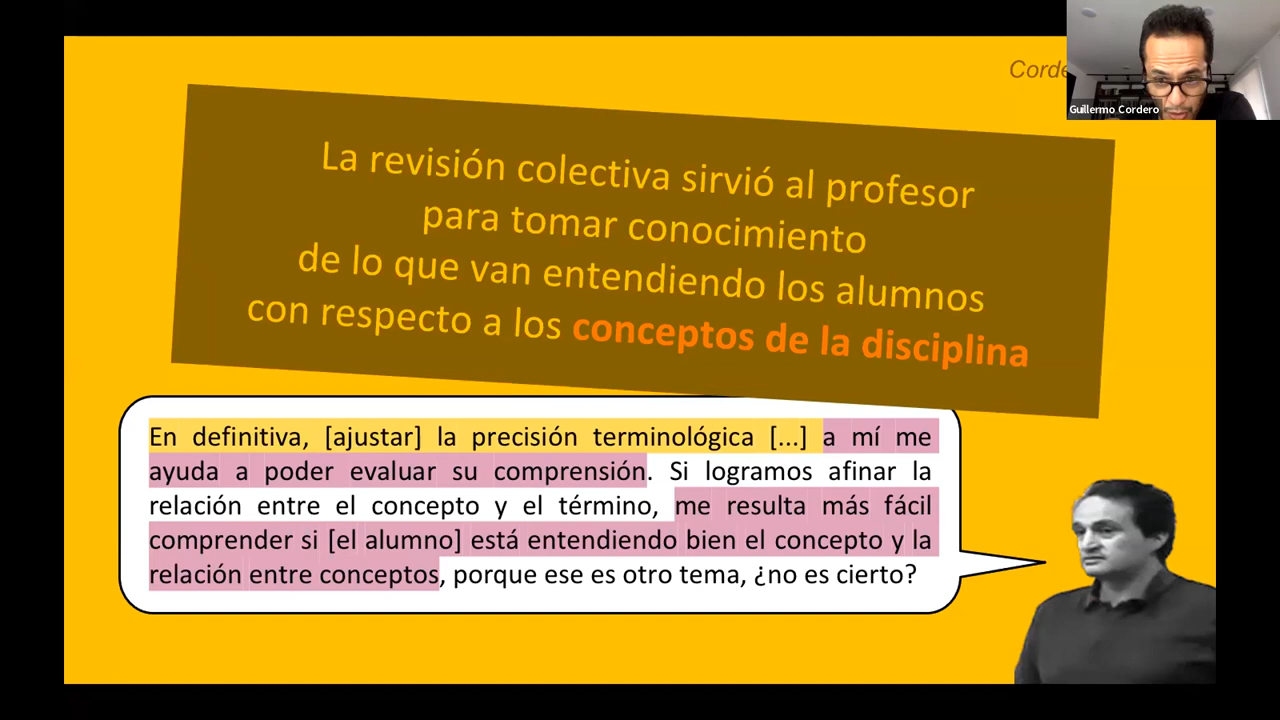 Guillermo Cordero
La revisión colectiva sirvió al profesor
para tomar conocimiento
de lo que van entendiendo los alumnos
con respecto a los conceptos de la disciplina
En definitiva, [ajustar] la precisión terminológica [...] a mí me
ayuda a poder evaluar su comprensión. Si logramos afinar la
relación entre el concepto y el término, me resulta más fácil
comprender si [el alumno] está entendiendo bien el concepto y la
relación entre conceptos, porque ese es otro tema, ¿no es cierto?